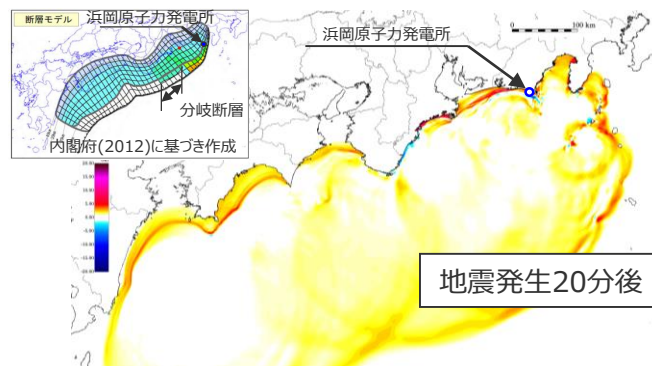 断層モデル
浜岡原子力発電所
分岐断層
内閣府(2012)に基づき作成
浜岡原子力発電所
0 100 km
地震発生20分後